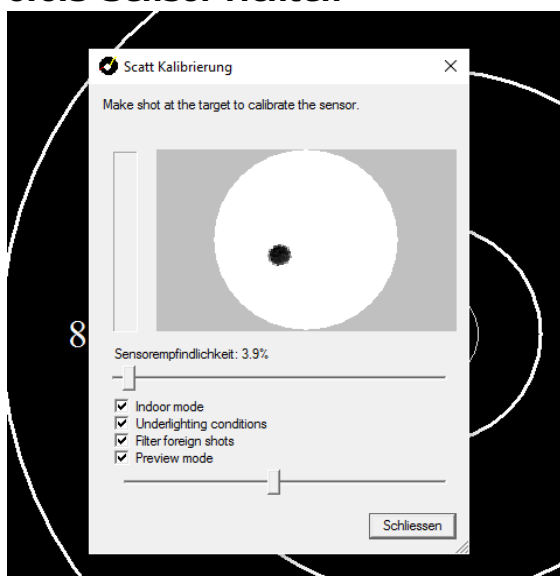 Scatt Kalibrierung
Make shot at the target to calibrate the sensor.
8
Sensorempfindlichkeit: 3.9%
Indoor mode
Underlighting conditions
Filter foreign shots
Preview mode
Schliessen